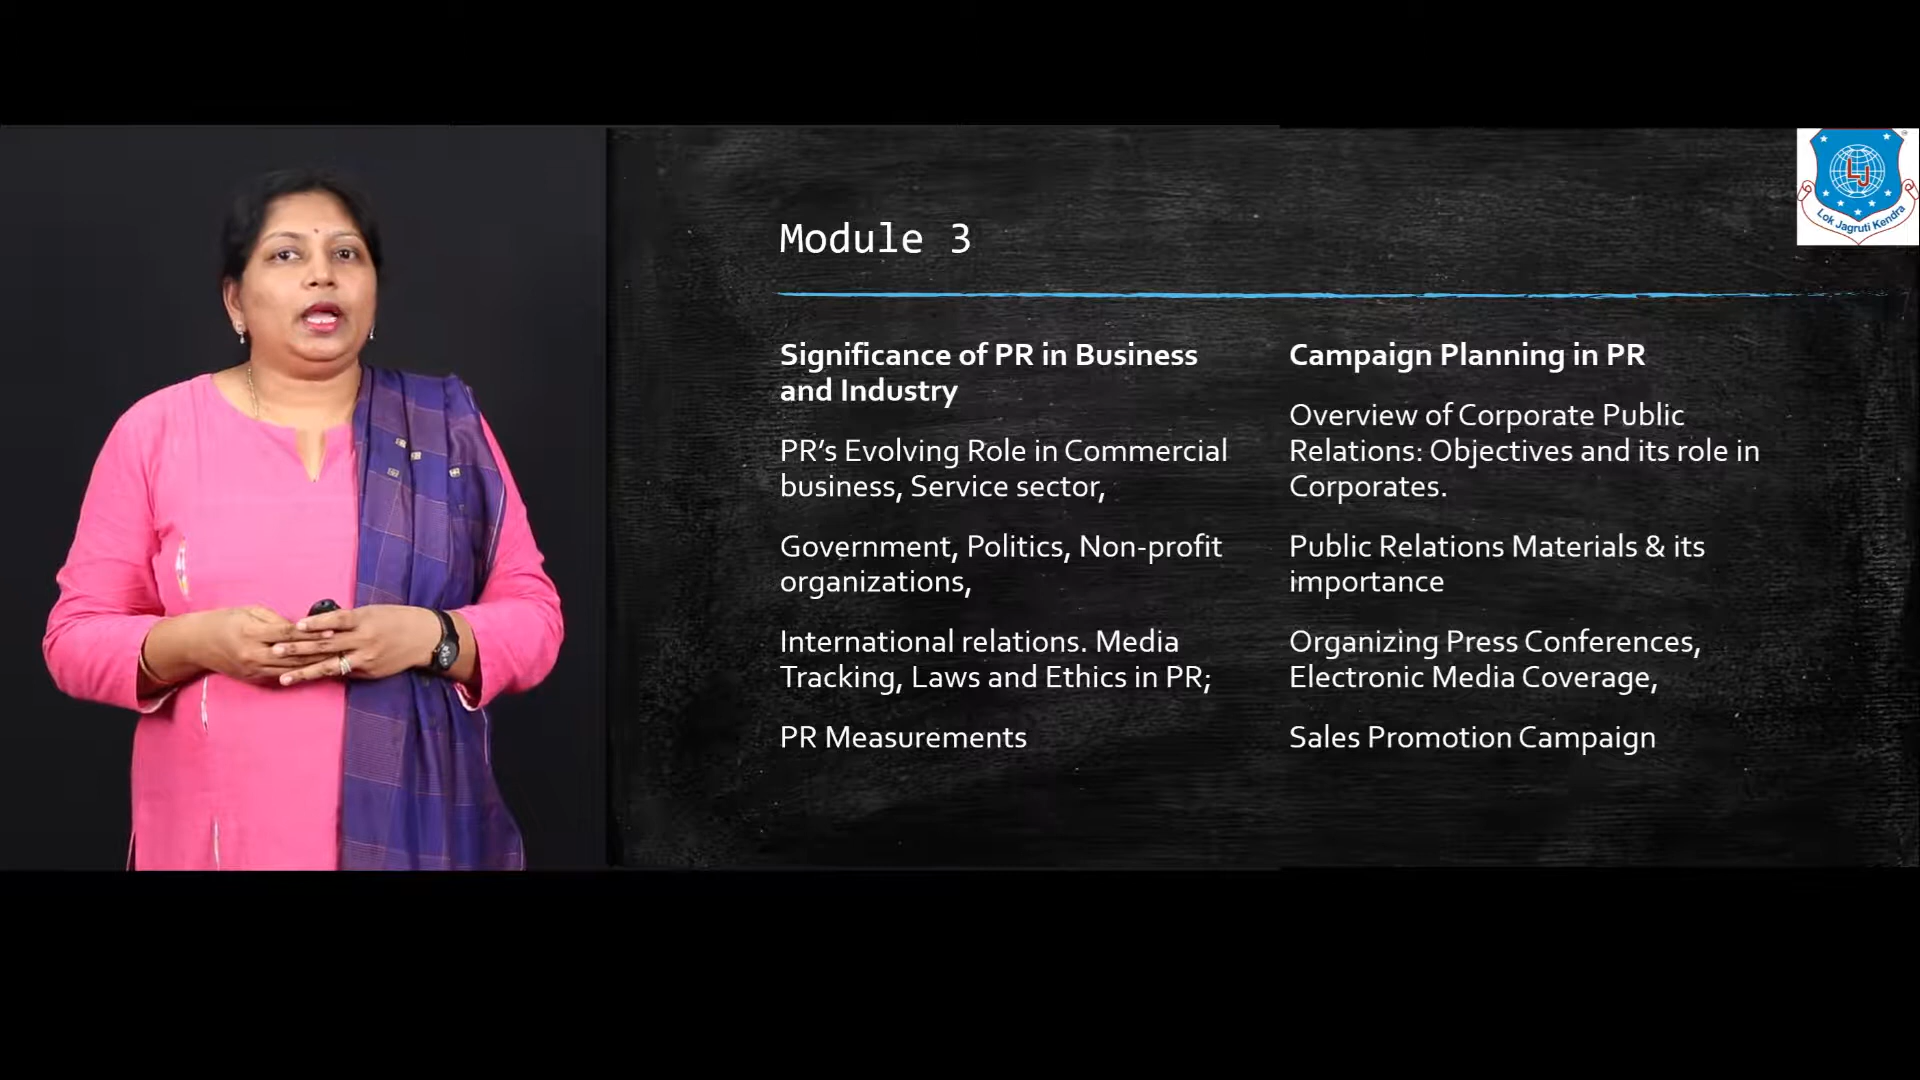 LJ
Lok Jagruti Kendra
Module 3
Significance of PR in Business
and Industry
PR’s Evolving Role in Commercial
business, Service sector,
Government, Politics, Non-profit
organizations,
International relations. Media
Tracking, Laws and Ethics in PR;
PR Measurements
Campaign Planning in PR
Overview of Corporate Public
Relations: Objectives and its role in
Corporates.
Public Relations Materials & its
importance
Organizing Press Conferences,
Electronic Media Coverage,
Sales Promotion Campaign